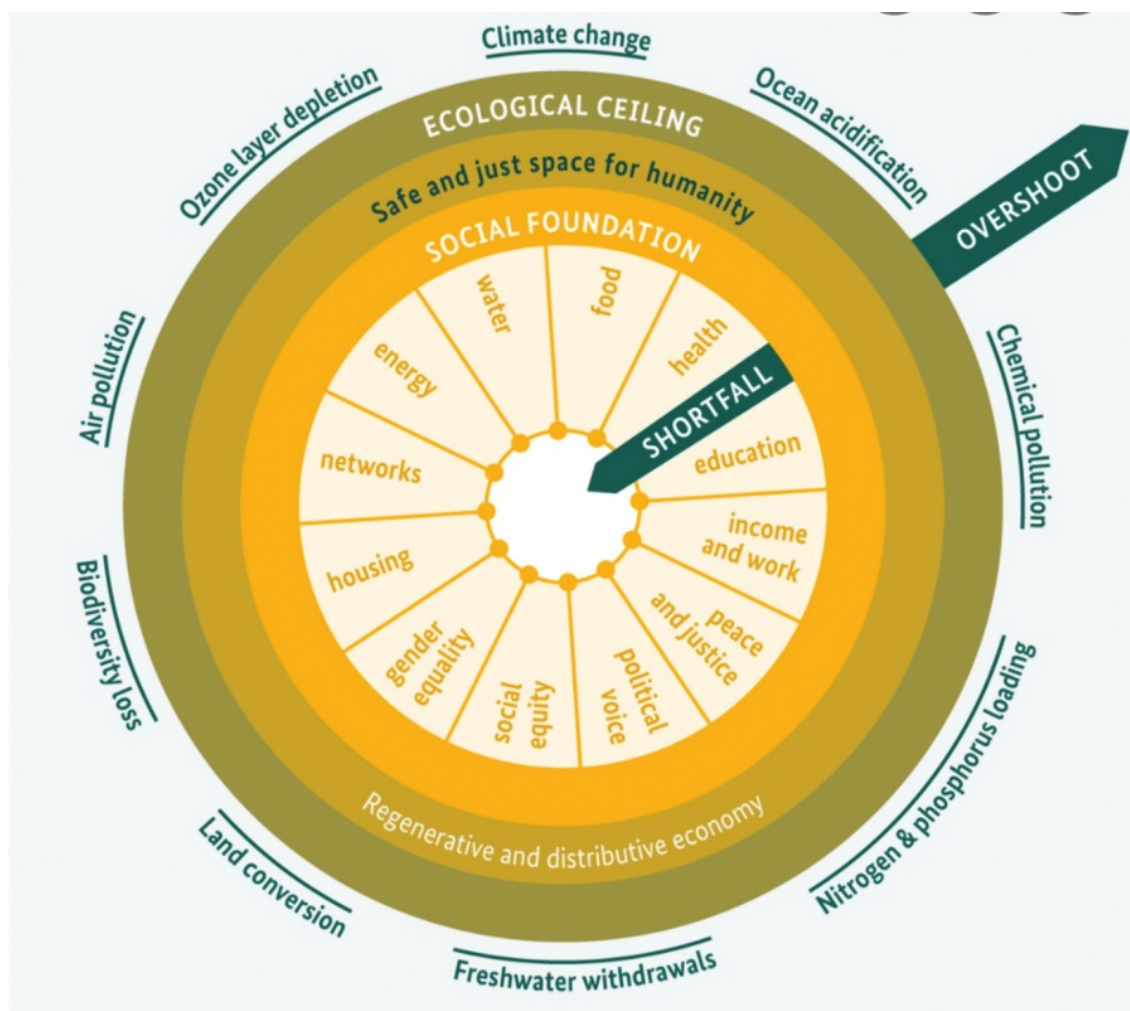 Climate change
Ocean acidification
OVERSHOOT
Chemical pollution
Nitrogen & phosphorus loading
Freshwater withdrawals
Land conversion
Biodiversity loss
Air pollution
Ozone layer depletion
ECOLOGICAL CEILING
Safe and just space for humanity
SOCIAL FOUNDATION
water
food
health
SHORTFALL
education
income
and work
peace
and justice
political
voice
social
equity
gender
equality
housing
networks
energy
Regenerative and distributive economy